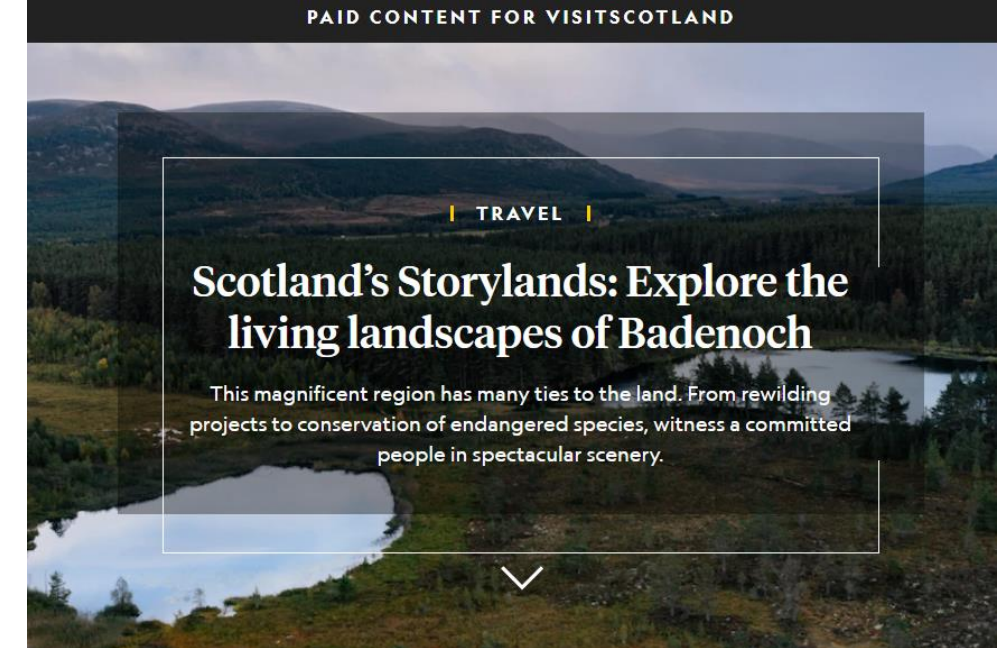 PAID CONTENT FOR VISITSCOTLAND
TRAVEL
Scotland’s Storylands: Explore the
living landscapes of Badenoch
This magnificent region has many ties to the land. From rewilding
projects to conservation of endangered species, witness a committed
people in spectacular scenery.